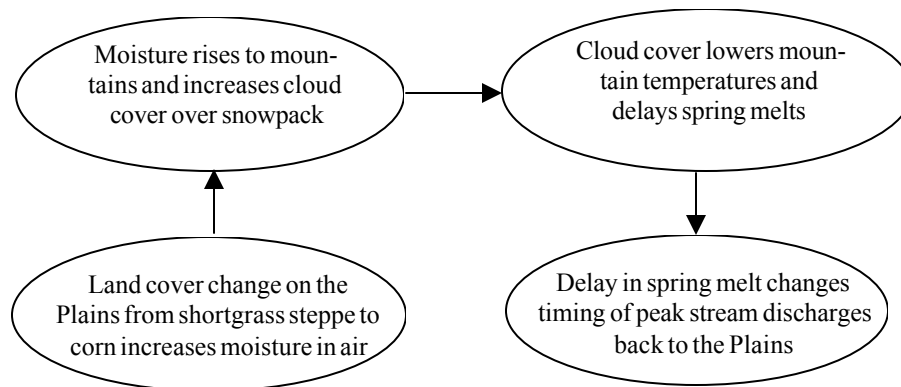 Moisture rises to moun-
tains and increases cloud
cover over snowpack
Cloud cover lowers moun-
tain temperatures and
delays spring melts
Land cover change on the
Plains from shortgrass steppe to
corn increases moisture in air
Delay in spring melt changes
timing of peak stream discharges
back to the Plains